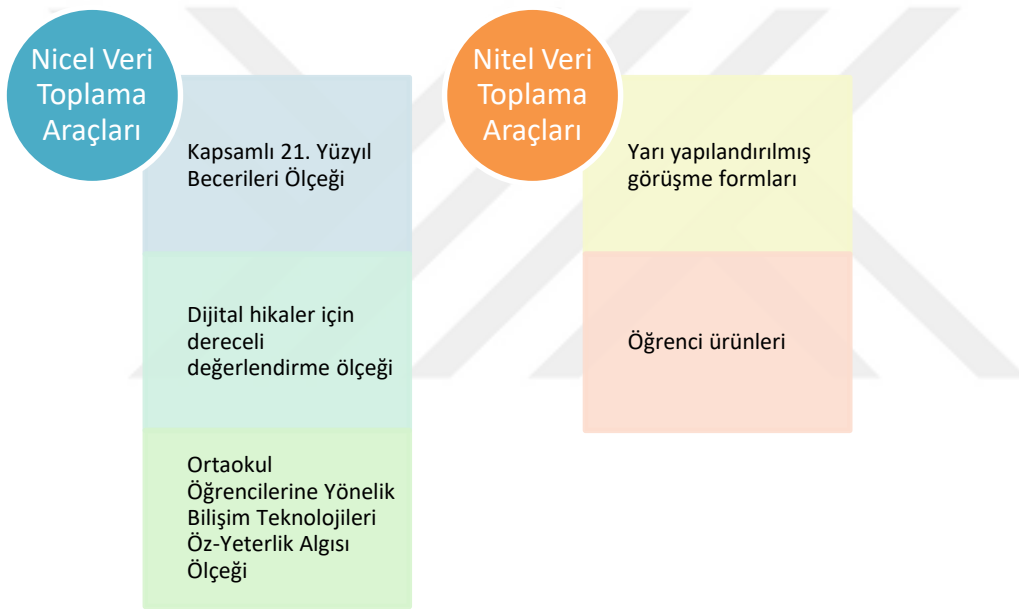 Nicel Veri
Toplama
Araçları
Kapsamlı 21. Yüzyıl
Becerileri Ölçeği
Dijital hikaler için
dereceli
değerlendirme ölçeği
Ortaokul
Öğrencilerine Yönelik
Bilişim Teknolojileri
Öz-Yeterlik Algısı
Ölçeği
Nitel Veri
Toplama
Araçları
Yarı yapılandırılmış
görüşme formları
Öğrenci ürünleri